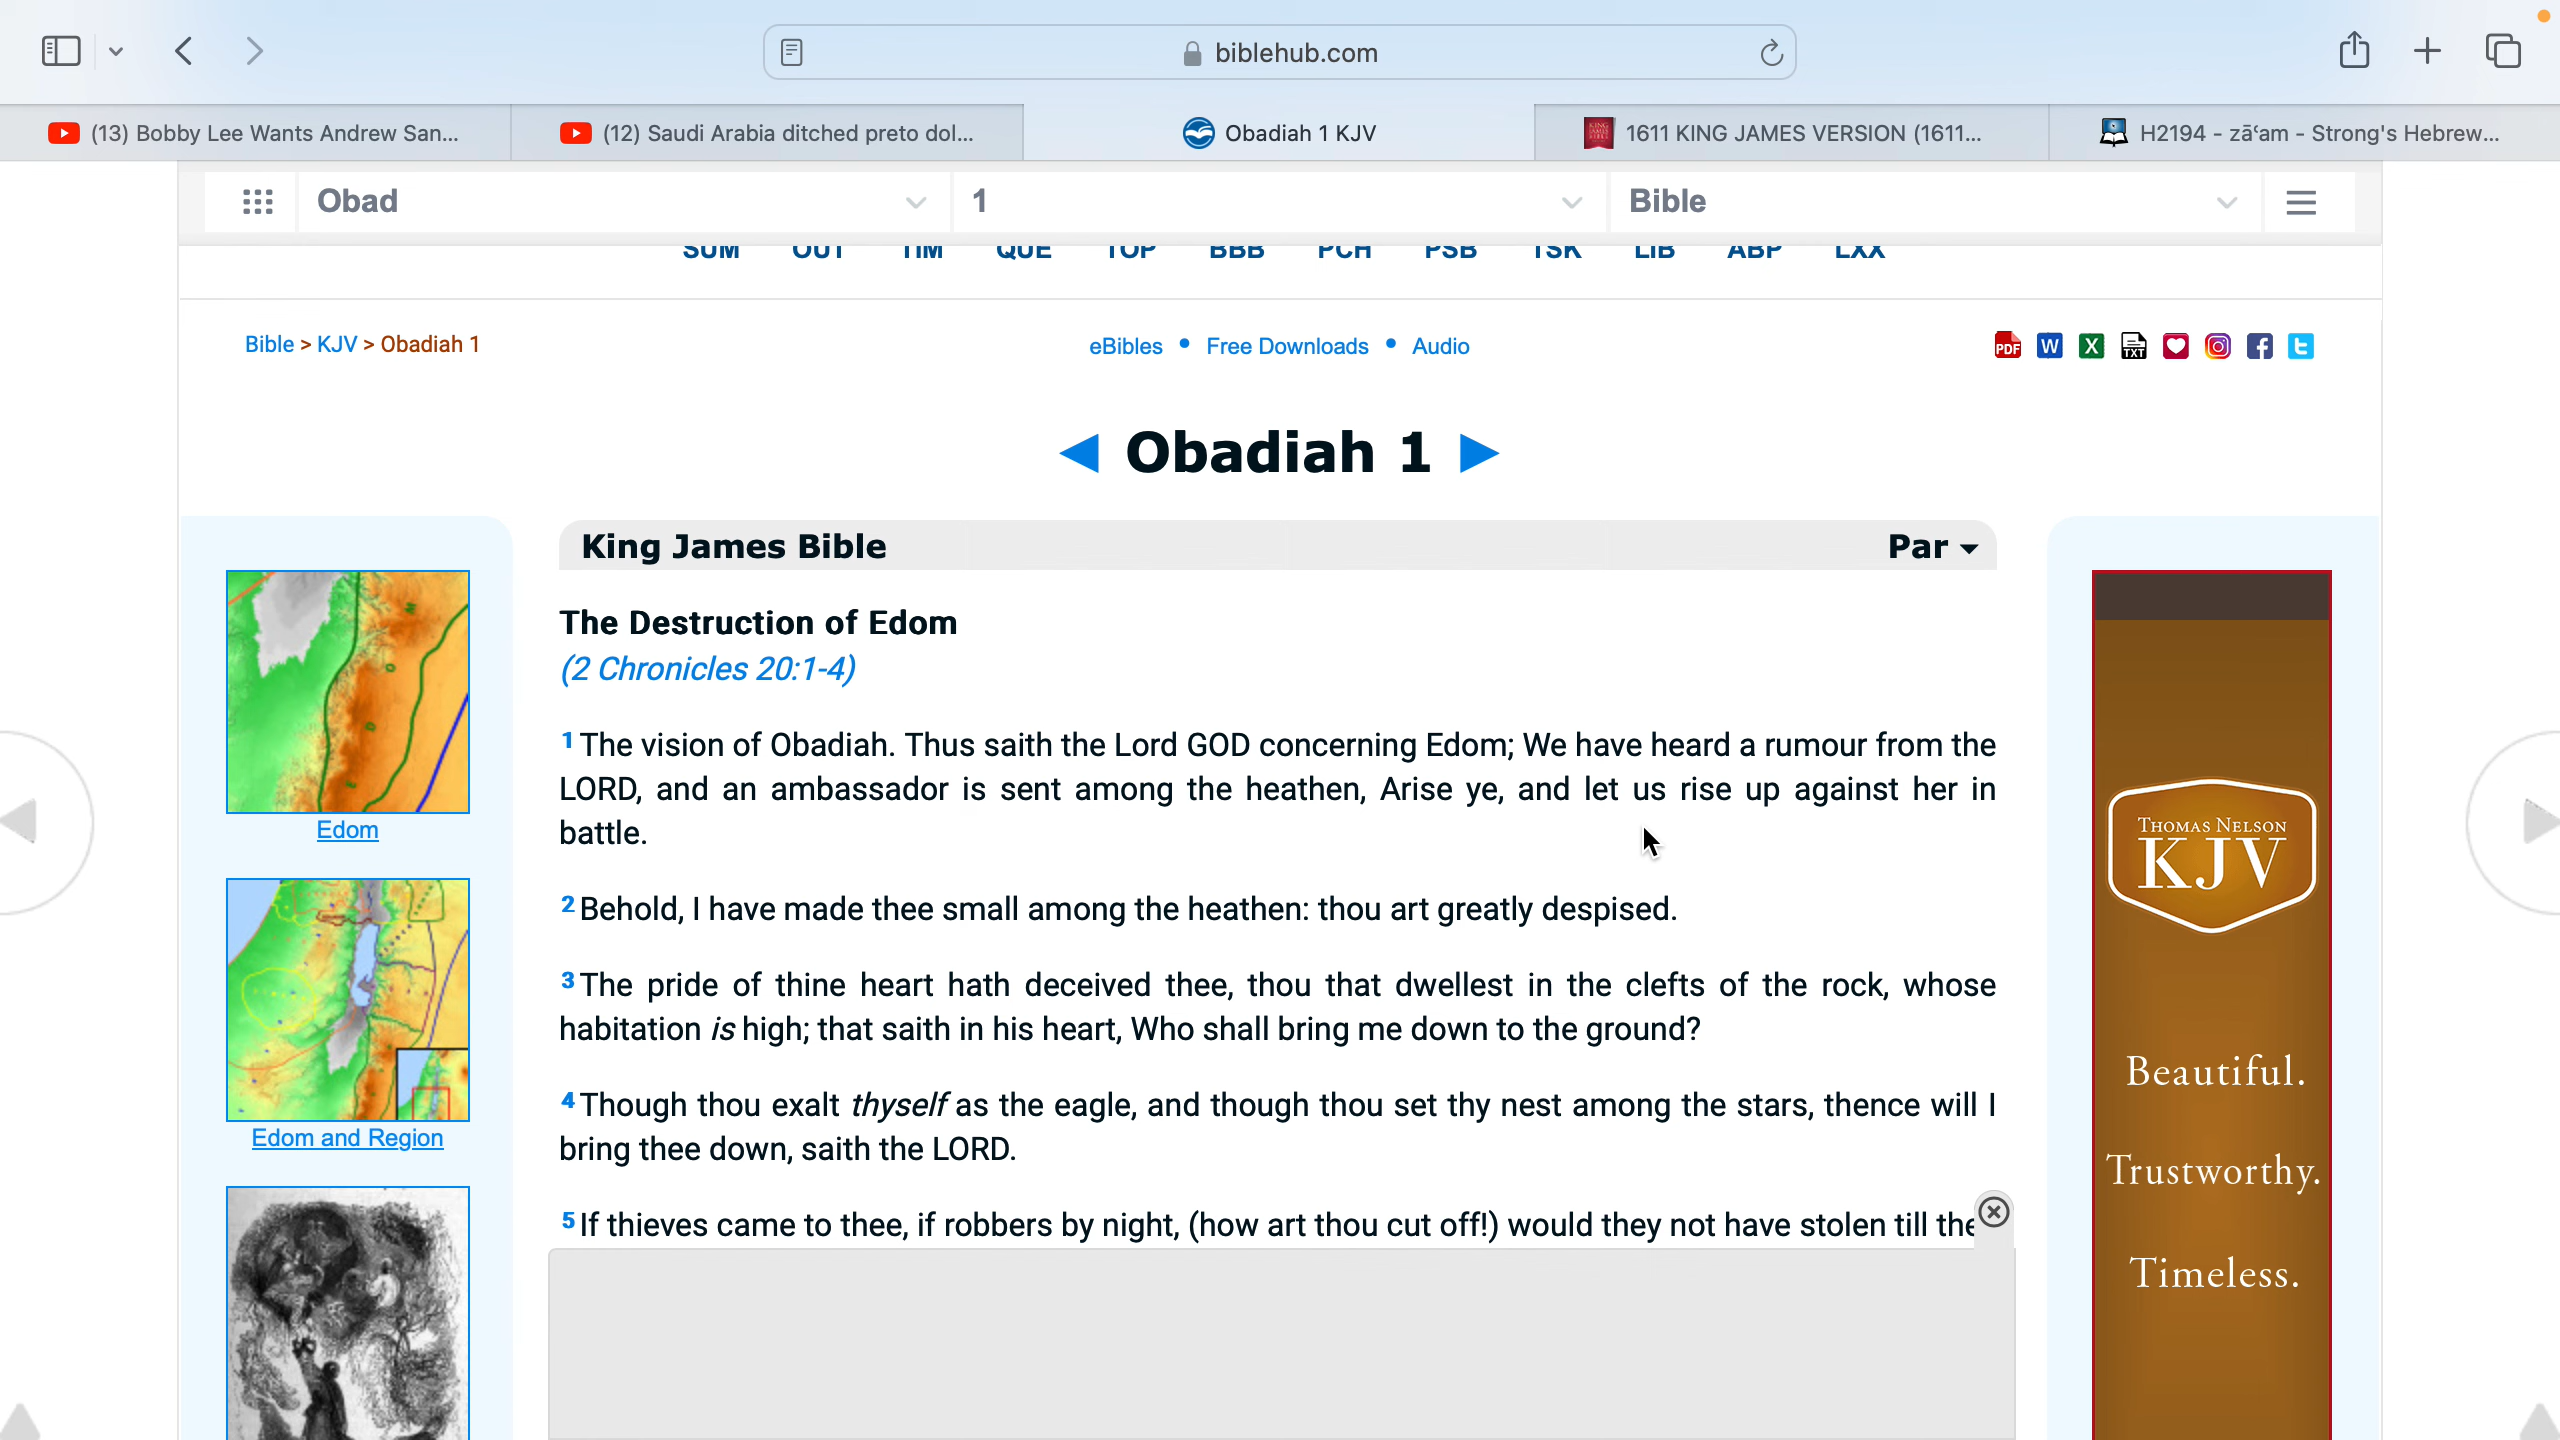 biblehub.com
(13) Bobby Lee Wants Andrew San...
(12) Saudi Arabia ditched preto dol...
Obadiah 1 KJV
1611 KING JAMES VERSION (1611...
H2194 - zāʿam - Strong's Hebrew...
Obad
1
Bible
SUM OUT TIM QUE TOP BBB PCH PSB TSK LIB ABP LXX
Bible > KJV > Obadiah 1
eBibles • Free Downloads • Audio
PDF W X TXT
◄ Obadiah 1 ►
King James Bible
Par
The Destruction of Edom
(2 Chronicles 20:1-4)
1 The vision of Obadiah. Thus saith the Lord GOD concerning Edom; We have heard a rumour from the
LORD, and an ambassador is sent among the heathen, Arise ye, and let us rise up against her in
battle.
2 Behold, I have made thee small among the heathen: thou art greatly despised.
3 The pride of thine heart hath deceived thee, thou that dwellest in the clefts of the rock, whose
habitation is high; that saith in his heart, Who shall bring me down to the ground?
4 Though thou exalt thyself as the eagle, and though thou set thy nest among the stars, thence will I
bring thee down, saith the LORD.
5 If thieves came to thee, if robbers by night, (how art thou cut off!) would they not have stolen till the
Edom
Edom and Region
THOMAS NELSON
KJV
Beautiful.
Trustworthy.
Timeless.